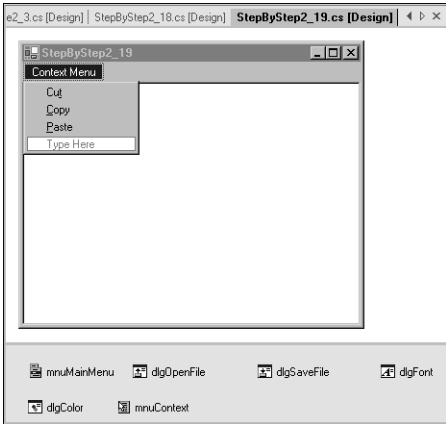 e2_3.cs [Design] StepByStep2_18.cs [Design] StepByStep2_19.cs [Design]
StepByStep2_19
Context Menu
Cut
Copy
Paste
Type Here
mnuMainMenu dlgOpenFile dlgSaveFile dlgFont
dlgColor mnuContext